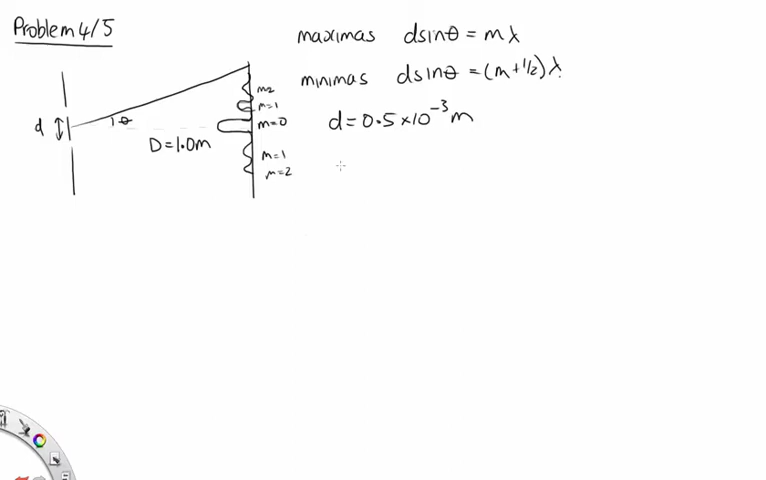 Problem 4/5
maximas dsinθ = mλ
minimas dsinθ = (m+1/2) λ
d = 0.5 × 10⁻³ m
d
θ
D = 1.0m
m2
m=1
m=0
m=1
m=2